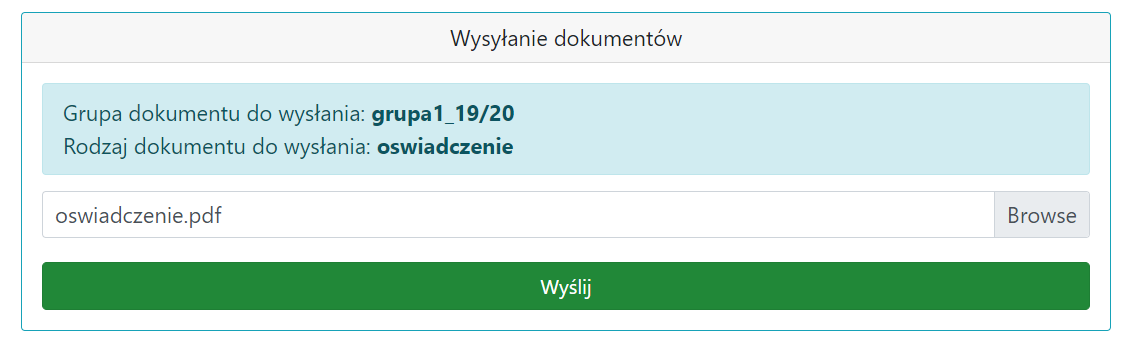 Wysyłanie dokumentów
Grupa dokumentu do wysłania: grupa1_19/20
Rodzaj dokumentu do wysłania: oswiadczenie
oswiadczenie.pdf Browse
Wyślij